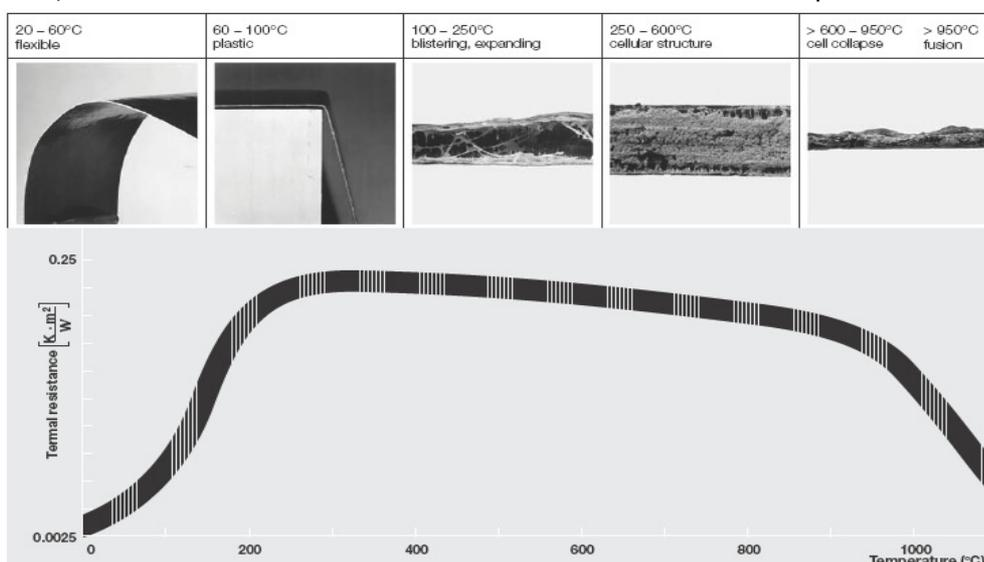 20 – 60°C
flexible
60 – 100°C
plastic
100 – 250°C
blistering, expanding
250 – 600°C
cellular structure
> 600 – 950°C
cell collapse
> 950°C
fusion
0.25
Termal resistance [K · m² / W]
0.0025
0 200 400 600 800 1000
Temperature (°C)